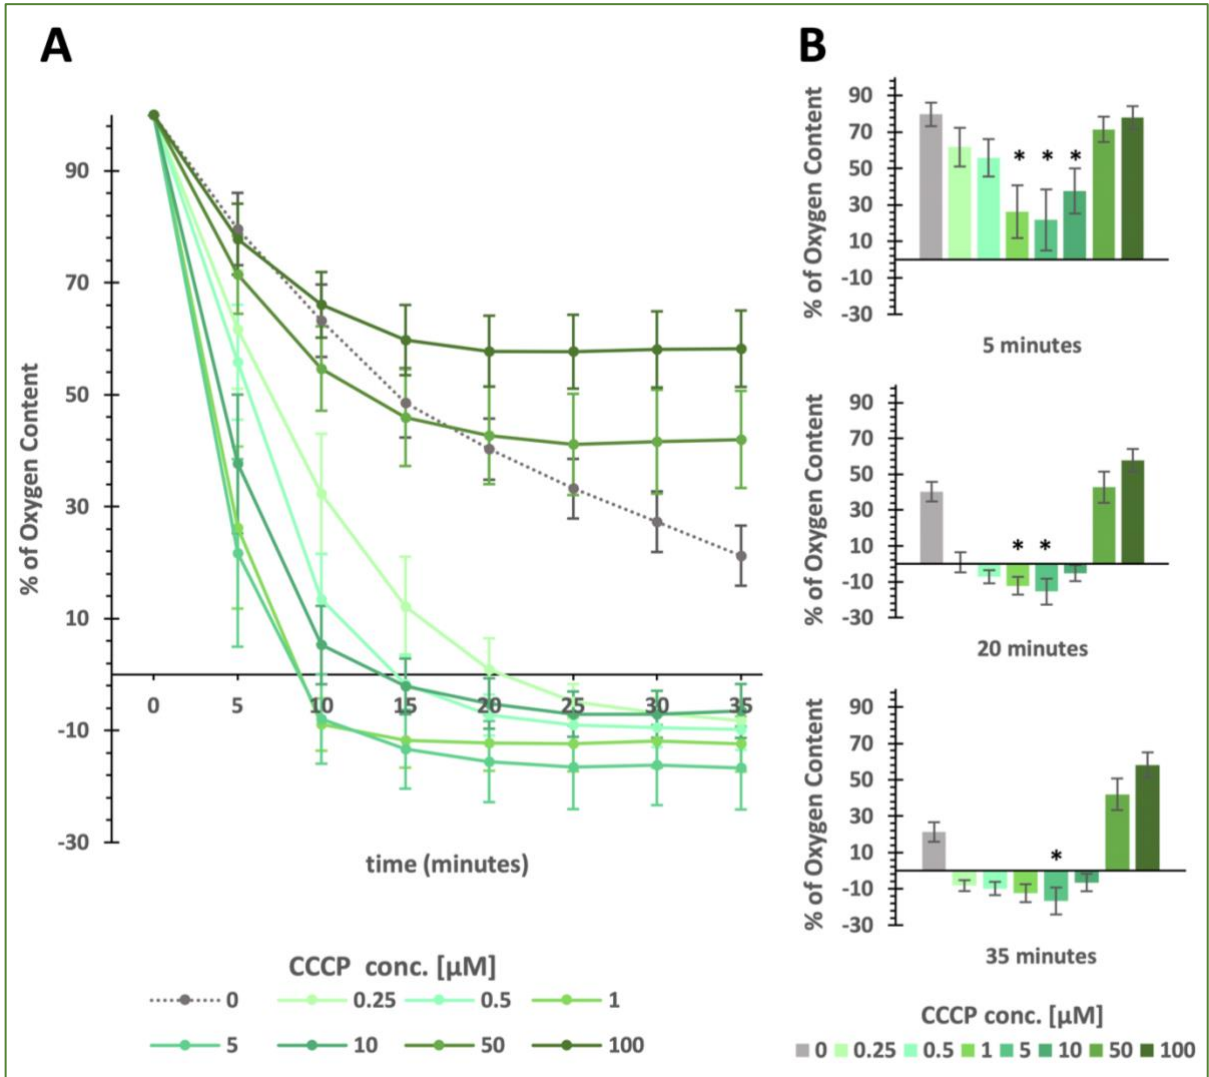 A
% of Oxygen Content
90
70
50
30
10
-10
-30
0 5 10 15 20 25 30 35
time (minutes)
CCCP conc. [µM]
0 0.25 0.5 1
5 10 50 100
B
% of Oxygen Content
90
70
50
30
10
-10
-30
* * *
5 minutes
% of Oxygen Content
90
70
50
30
10
-10
-30
* *
20 minutes
% of Oxygen Content
90
70
50
30
10
-10
-30
*
35 minutes
CCCP conc. [µM]
0 0.25 0.5 1 5 10 50 100